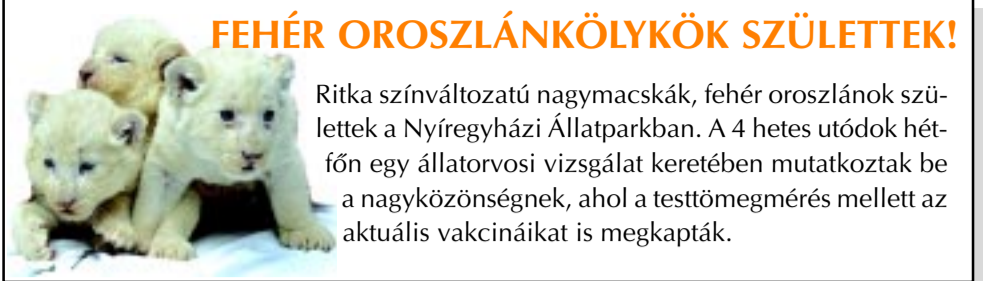 FEHÉR OROSZLÁNKÖLYKÖK SZÜLETTEK!
Ritka színváltozatú nagymacskák, fehér oroszlánok szü-
lettek a Nyíregyházi Állatparkban. A 4 hetes utódok hét-
főn egy állatorvosi vizsgálat keretében mutatkoztak be
a nagyközönségnek, ahol a testtömegmérés mellett az
aktuális vakcináikat is megkapták.